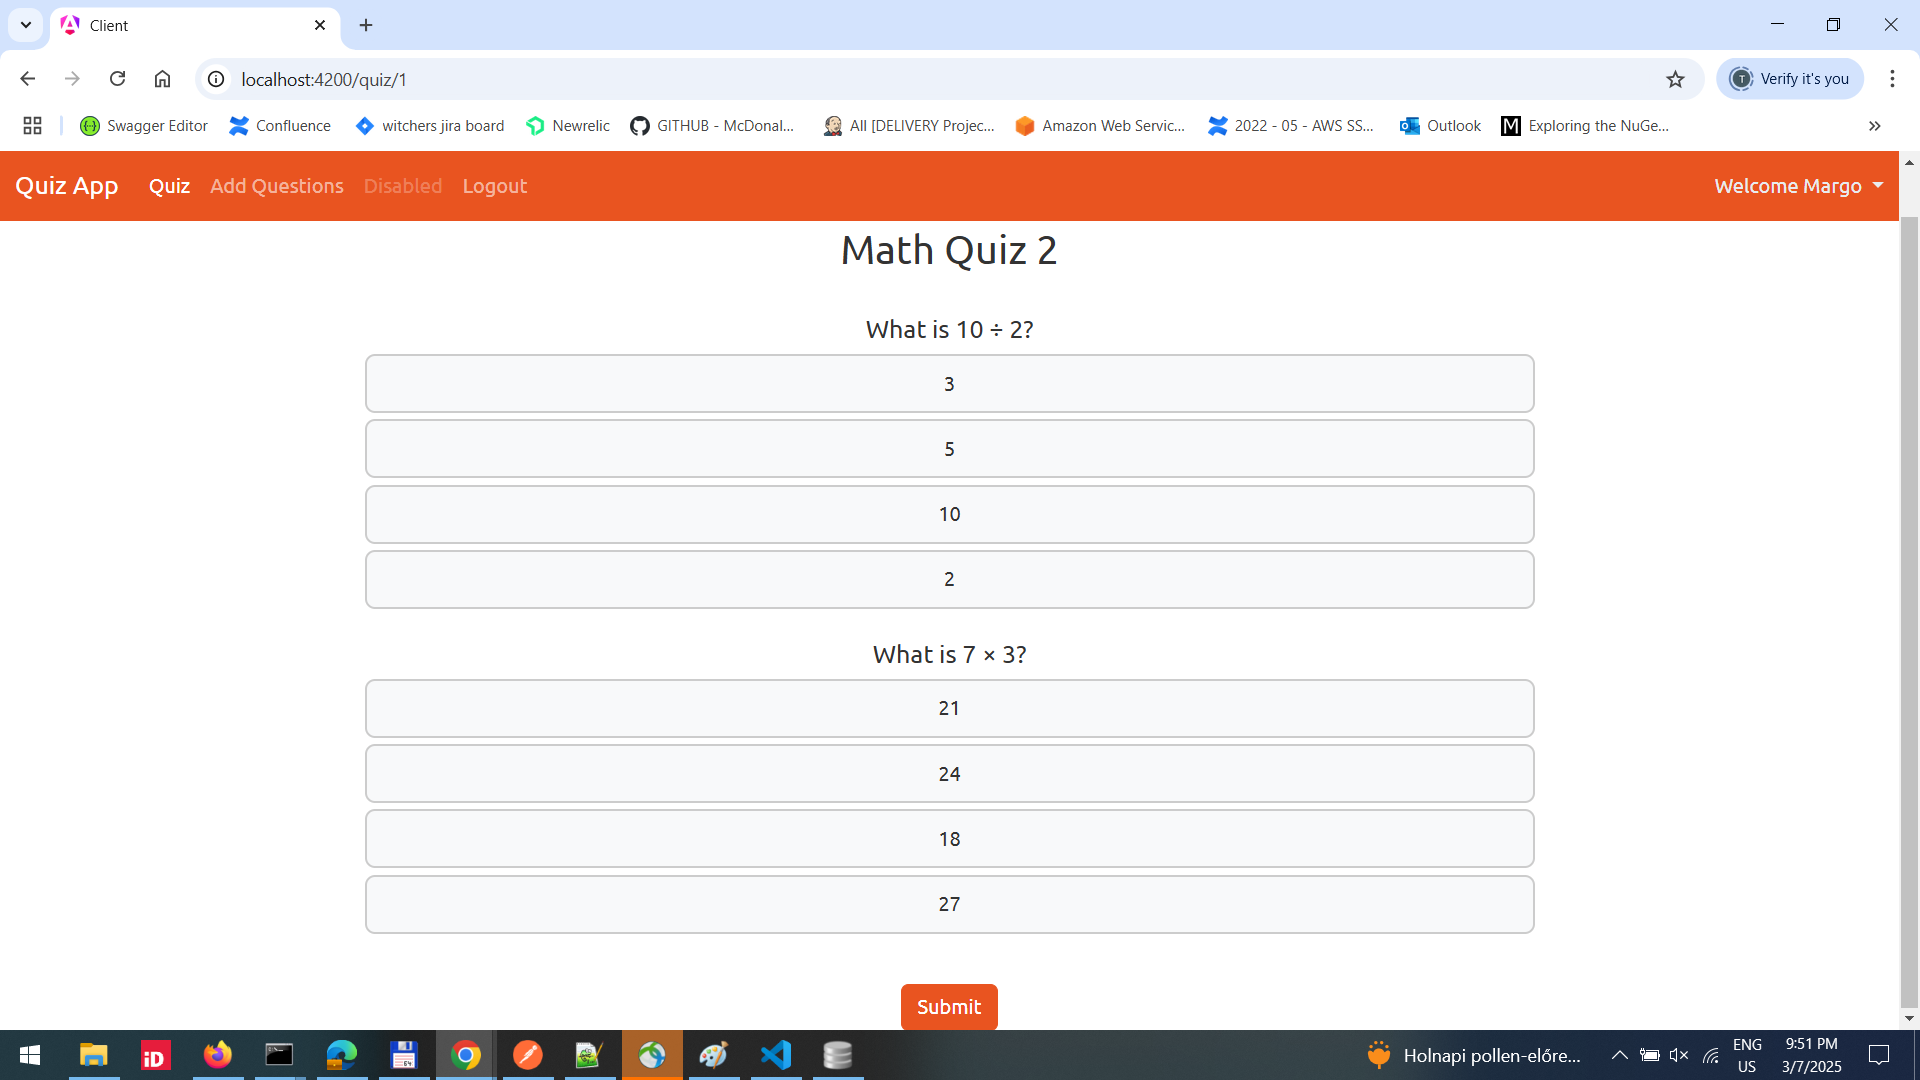 Client
localhost:4200/quiz/1
Verify it's you
Swagger Editor Confluence witchers jira board Newrelic GITHUB - McDonal... All [DELIVERY Projec... Amazon Web Servic... 2022 - 05 - AWS SS... Outlook Exploring the NuGe...
Quiz App Quiz Add Questions Disabled Logout Welcome Margo
Math Quiz 2
What is 10 ÷ 2?
3
5
10
2
What is 7 × 3?
21
24
18
27
Submit
Holnapi pollen-előre... ENG 9:51 PM
US 3/7/2025